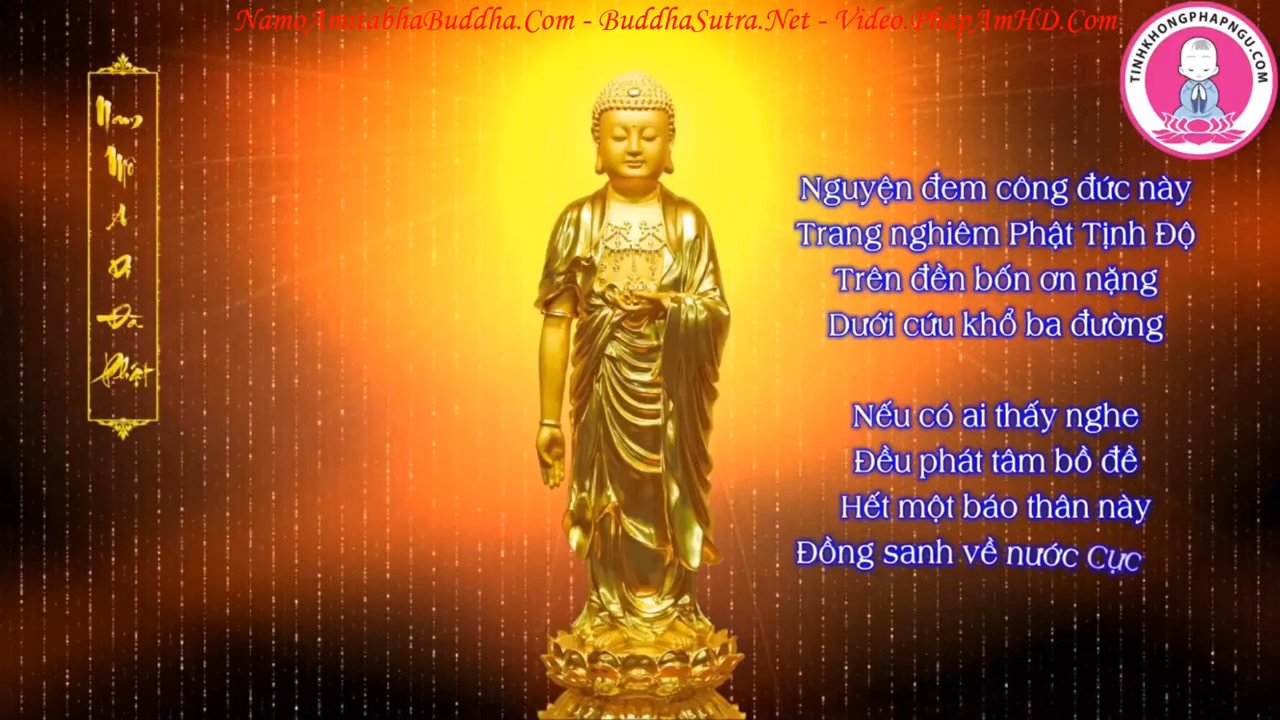 NamoAmitabhaBuddha.Com - BuddhaSutra.Net - Video.PhapAmHD.Com
TINHKHONGPHAPNGU.COM
Nam
Mô
A
Di
Đà
Phật
Nguyện đem công đức này
Trang nghiêm Phật Tịnh Độ
Trên đền bốn ơn nặng
Dưới cứu khổ ba đường
Nếu có ai thấy nghe
Đều phát tâm bồ đề
Hết một báo thân này
Đồng sanh về nước Cực